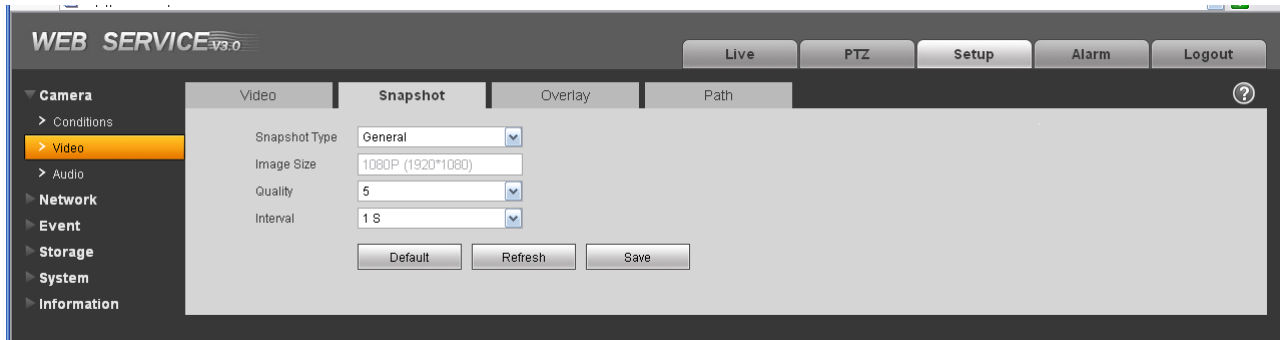 WEB SERVICE V3.0
Live PTZ Setup Alarm Logout
Camera
Conditions
Video
Audio
Network
Event
Storage
System
Information
Video Snapshot Overlay Path
?
Snapshot Type General
Image Size 1080P (1920*1080)
Quality 5
Interval 1 S
Default Refresh Save